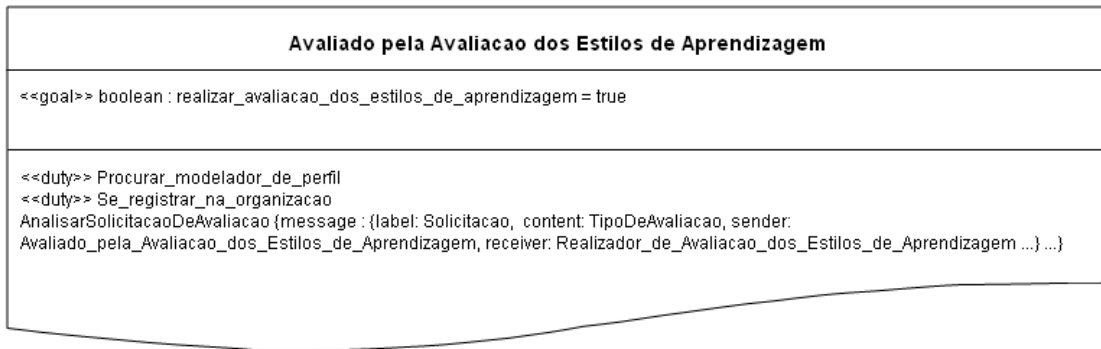 Avaliado pela Avaliacao dos Estilos de Aprendizagem
<<goal>> boolean : realizar_avaliacao_dos_estilos_de_aprendizagem = true
<<duty>> Procurar_modelador_de_perfil
<<duty>> Se_registrar_na_organizacao
AnalisarSolicitacaoDeAvaliacao {message : {label: Solicitacao, content: TipoDeAvaliacao, sender:
Avaliado_pela_Avaliacao_dos_Estilos_de_Aprendizagem, receiver: Realizador_de_Avaliacao_dos_Estilos_de_Aprendizagem ...} ...}